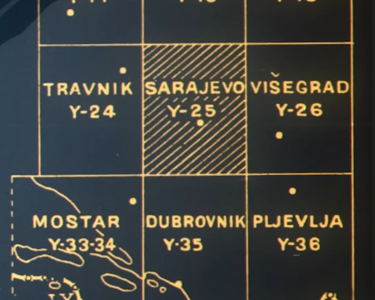 TRAVNIK SARAJEVO VIŠEGRAD
Y-24 Y-25 Y-26
MOSTAR DUBROVNIK PLJEVLJA
Y-33-34 Y-35 Y-36